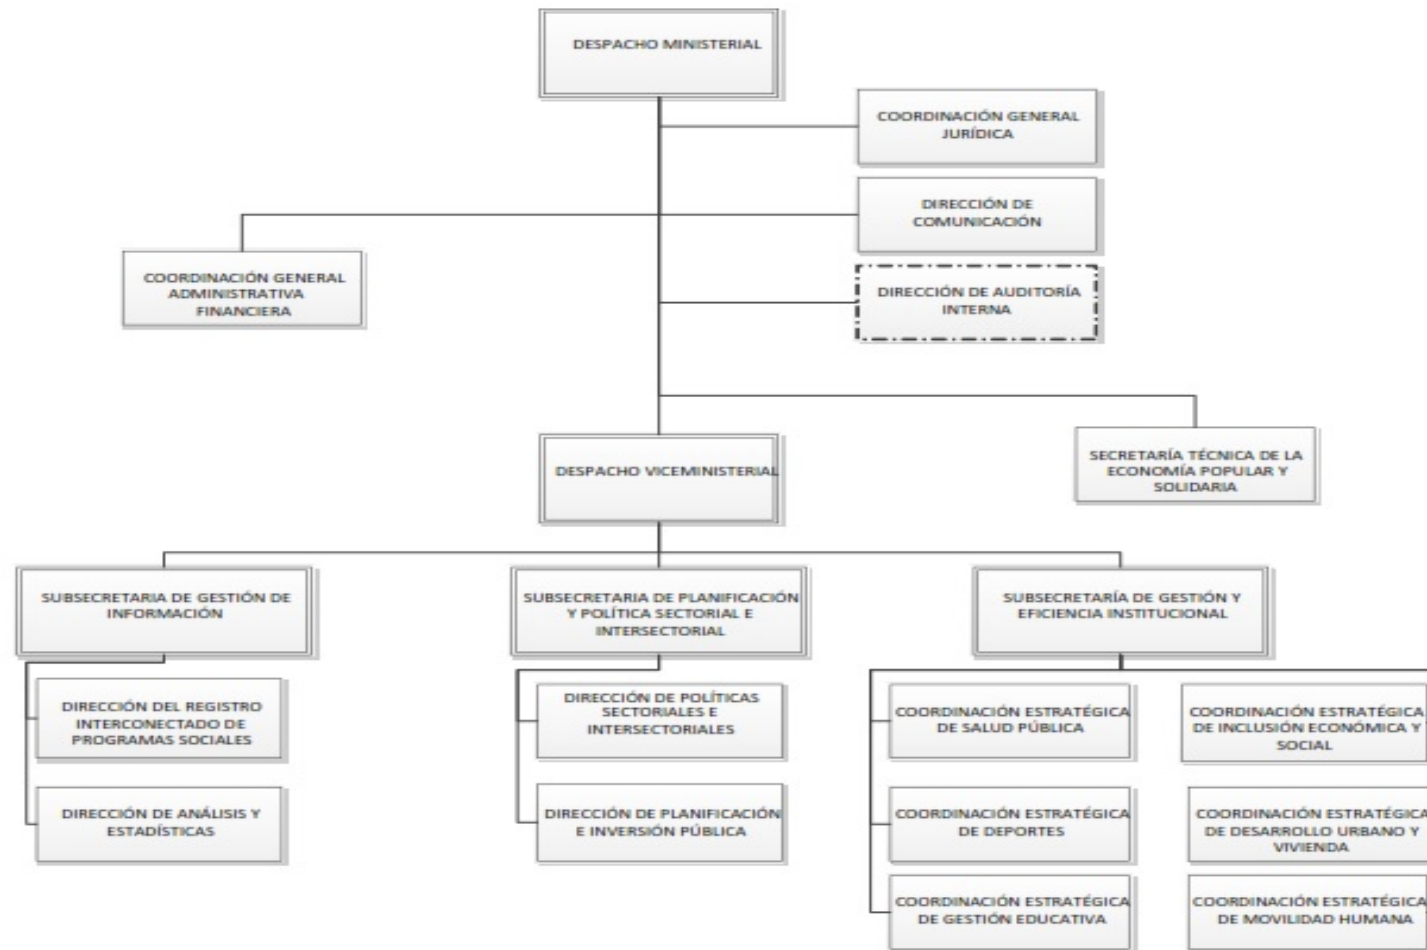 DESPACHO MINISTERIAL
COORDINACIÓN GENERAL
JURÍDICA
DIRECCIÓN DE
COMUNICACIÓN
COORDINACIÓN GENERAL
ADMINISTRATIVA
FINANCIERA
DIRECCIÓN DE AUDITORÍA
INTERNA
DESPACHO VICEMINISTERIAL
SECRETARÍA TÉCNICA DE LA
ECONOMÍA POPULAR Y
SOLIDARIA
SUBSECRETARIA DE GESTIÓN DE
INFORMACIÓN
SUBSECRETARIA DE PLANIFICACIÓN
Y POLÍTICA SECTORIAL E
INTERSECTORIAL
SUBSECRETARÍA DE GESTIÓN Y
EFICIENCIA INSTITUCIONAL
DIRECCIÓN DEL REGISTRO
INTERCONECTADO DE
PROGRAMAS SOCIALES
DIRECCIÓN DE POLÍTICAS
SECTORIALES E
INTERSECTORIALES
COORDINACIÓN ESTRATÉGICA
DE SALUD PÚBLICA
COORDINACIÓN ESTRATÉGICA
DE INCLUSIÓN ECONÓMICA Y
SOCIAL
DIRECCIÓN DE ANÁLISIS Y
ESTADÍSTICAS
DIRECCIÓN DE PLANIFICACIÓN
E INVERSIÓN PÚBLICA
COORDINACIÓN ESTRATÉGICA
DE DEPORTES
COORDINACIÓN ESTRATÉGICA
DE DESARROLLO URBANO Y
VIVIENDA
COORDINACIÓN ESTRATÉGICA
DE GESTIÓN EDUCATIVA
COORDINACIÓN ESTRATÉGICA
DE MOVILIDAD HUMANA